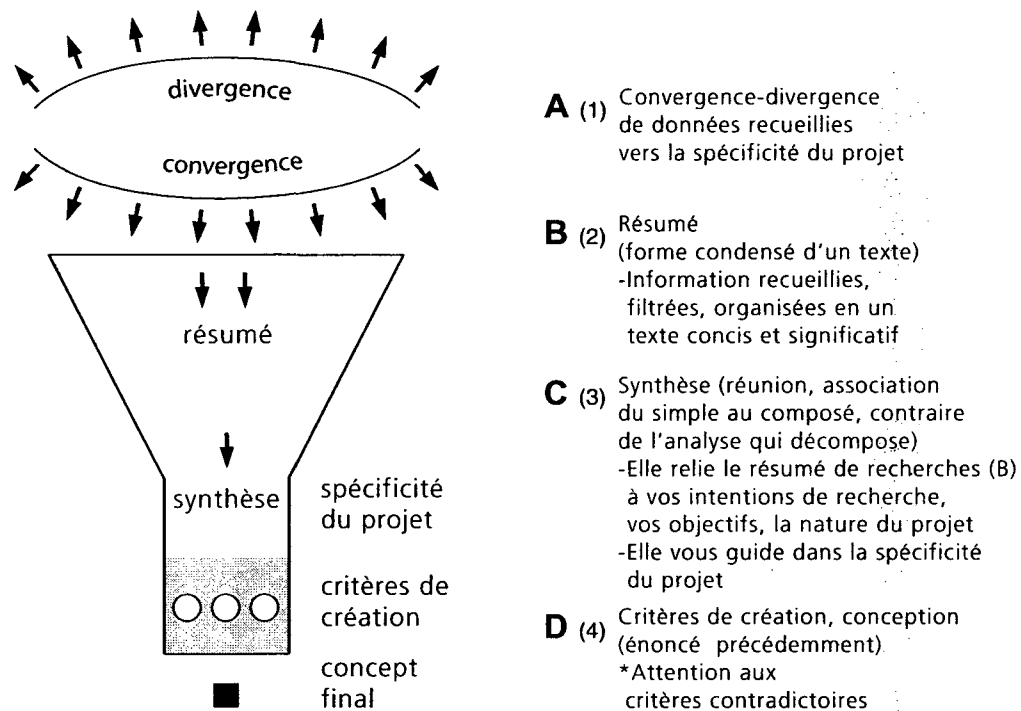 divergence
convergence
résumé
synthèse
spécificité
du projet
critères de
création
concept
final
A (1) Convergence-divergence
de données recueillies
vers la spécificité du projet
B (2) Résumé
(forme condensé d'un texte)
-Information recueillies,
filtrées, organisées en un
texte concis et significatif
C (3) Synthèse (réunion, association
du simple au composé, contraire
de l'analyse qui décompose)
-Elle relie le résumé de recherches (B)
à vos intentions de recherche,
vos objectifs, la nature du projet
-Elle vous guide dans la spécificité
du projet
D (4) Critères de création, conception
(énoncé précédemment)
*Attention aux
critères contradictoires